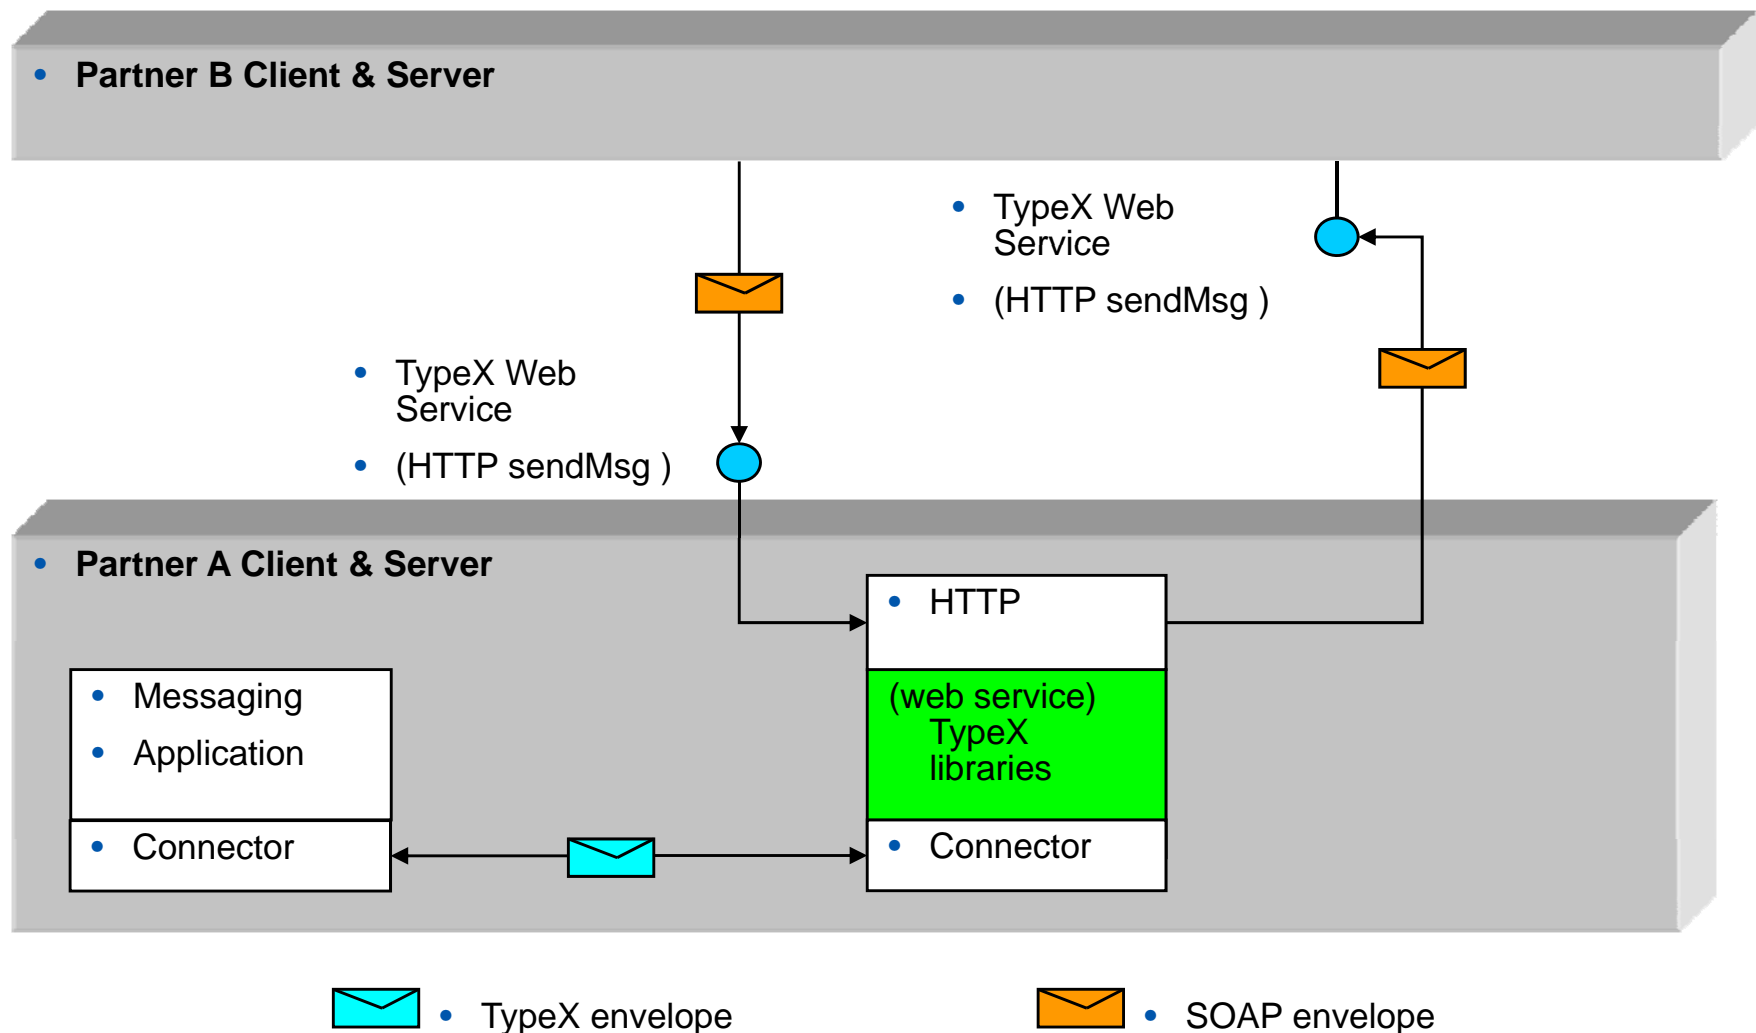 • Partner B Client & Server
• TypeX Web
Service
• (HTTP sendMsg )
• TypeX Web
Service
• (HTTP sendMsg )
• Partner A Client & Server
• HTTP
(web service)
TypeX
libraries
• Connector
• Messaging
• Application
• Connector
• TypeX envelope
• SOAP envelope